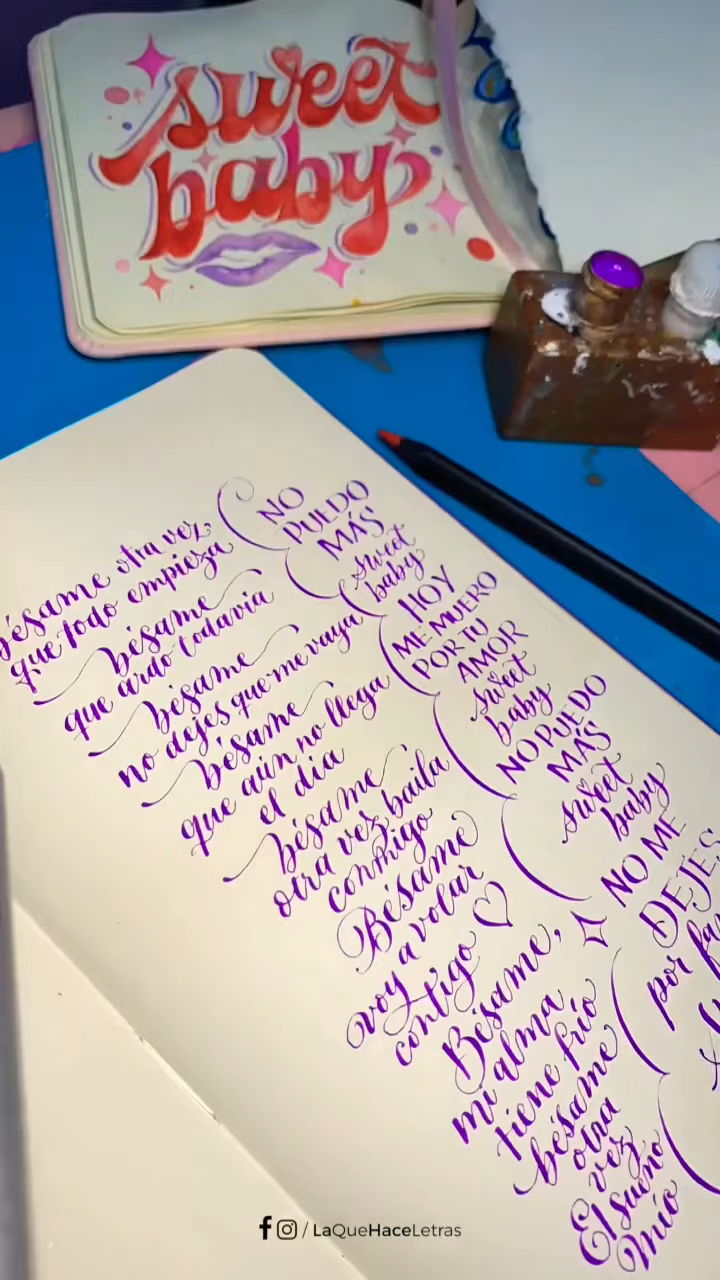 sweet
baby
bésame otra vez
que todo empieza
bésame
que ardo todavía
bésame
no dejes que me vaya
bésame
que aún no llega
el día
bésame
otra vez baila
conmigo
Bésame
a volar
voy
contigo
Bésame,
mi alma
tiene frío
bésame
otra
vez
El sueño
mío
NO
PUEDO
MÁS
sweet
baby
HOY
ME MUERO
POR TU
AMOR
sweet
baby
NO PUEDO
MÁS
sweet
baby
NO ME
DEJES
por
/ LaQueHaceLetras